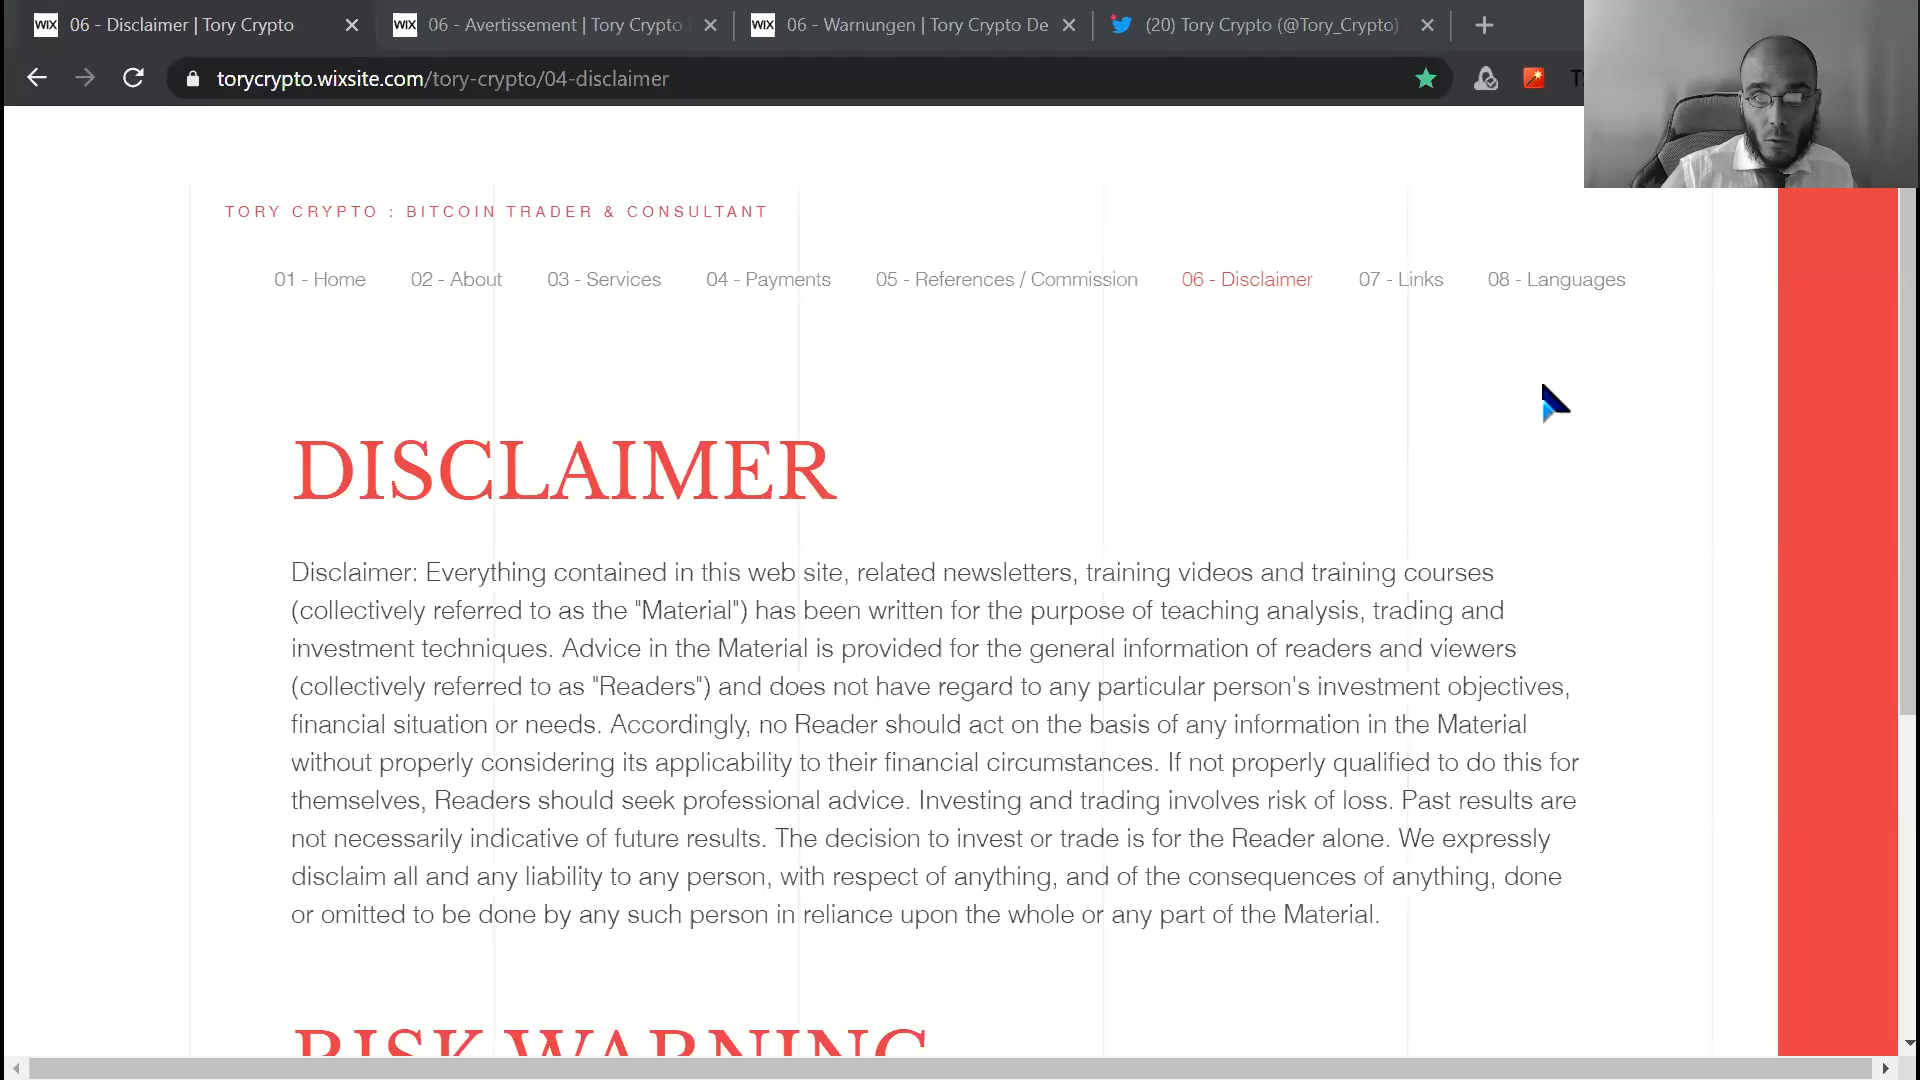 WIX 06 - Disclaimer | Tory Crypto
WIX 06 - Avertissement | Tory Crypto
WIX 06 - Warnungen | Tory Crypto De
(20) Tory Crypto (@Tory_Crypto)
torycrypto.wixsite.com/tory-crypto/04-disclaimer
TORY CRYPTO : BITCOIN TRADER & CONSULTANT
01 - Home 02 - About 03 - Services 04 - Payments 05 - References / Commission 06 - Disclaimer 07 - Links 08 - Languages
DISCLAIMER
Disclaimer: Everything contained in this web site, related newsletters, training videos and training courses
(collectively referred to as the "Material") has been written for the purpose of teaching analysis, trading and
investment techniques. Advice in the Material is provided for the general information of readers and viewers
(collectively referred to as "Readers") and does not have regard to any particular person's investment objectives,
financial situation or needs. Accordingly, no Reader should act on the basis of any information in the Material
without properly considering its applicability to their financial circumstances. If not properly qualified to do this for
themselves, Readers should seek professional advice. Investing and trading involves risk of loss. Past results are
not necessarily indicative of future results. The decision to invest or trade is for the Reader alone. We expressly
disclaim all and any liability to any person, with respect of anything, and of the consequences of anything, done
or omitted to be done by any such person in reliance upon the whole or any part of the Material.
RISK WARNING